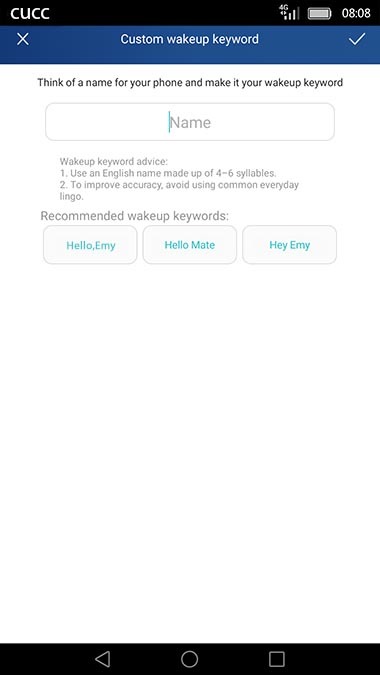 CUCC 4G 08:08
Custom wakeup keyword
Think of a name for your phone and make it your wakeup keyword
Name
Wakeup keyword advice:
1. Use an English name made up of 4–6 syllables.
2. To improve accuracy, avoid using common everyday
lingo.
Recommended wakeup keywords:
Hello,Emy Hello Mate Hey Emy